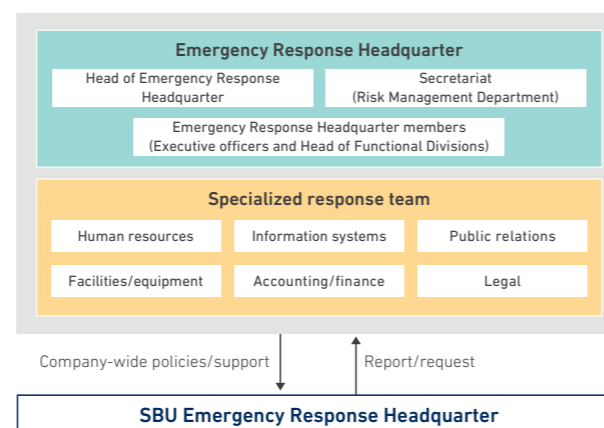 Emergency Response Headquarter
Head of Emergency Response
Headquarter
Secretariat
(Risk Management Department)
Emergency Response Headquarter members
(Executive officers and Head of Functional Divisions)
Specialized response team
Human resources
Information systems
Public relations
Facilities/equipment
Accounting/finance
Legal
Company-wide policies/support
Report/request
SBU Emergency Response Headquarter